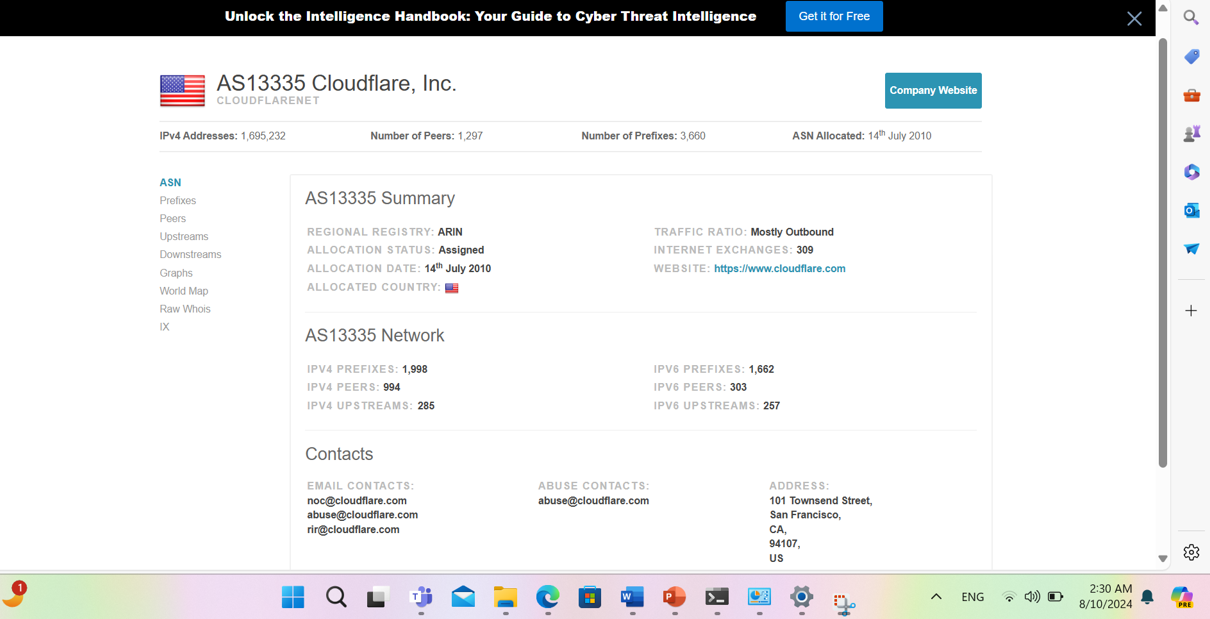 Unlock the Intelligence Handbook: Your Guide to Cyber Threat Intelligence
Get it for Free
AS13335 Cloudflare, Inc.
CLOUDFLARENET
Company Website
IPv4 Addresses: 1,695,232
Number of Peers: 1,297
Number of Prefixes: 3,660
ASN Allocated: 14th July 2010
ASN
Prefixes
Peers
Upstreams
Downstreams
Graphs
World Map
Raw Whois
IX
AS13335 Summary
REGIONAL REGISTRY: ARIN
ALLOCATION STATUS: Assigned
ALLOCATION DATE: 14th July 2010
ALLOCATED COUNTRY:
TRAFFIC RATIO: Mostly Outbound
INTERNET EXCHANGES: 309
WEBSITE: https://www.cloudflare.com
AS13335 Network
IPV4 PREFIXES: 1,998
IPV4 PEERS: 994
IPV4 UPSTREAMS: 285
IPV6 PREFIXES: 1,662
IPV6 PEERS: 303
IPV6 UPSTREAMS: 257
Contacts
EMAIL CONTACTS:
noc@cloudflare.com
abuse@cloudflare.com
rir@cloudflare.com
ABUSE CONTACTS:
abuse@cloudflare.com
ADDRESS:
101 Townsend Street,
San Francisco,
CA,
94107,
US
1
ENG
2:30 AM
8/10/2024
PRE